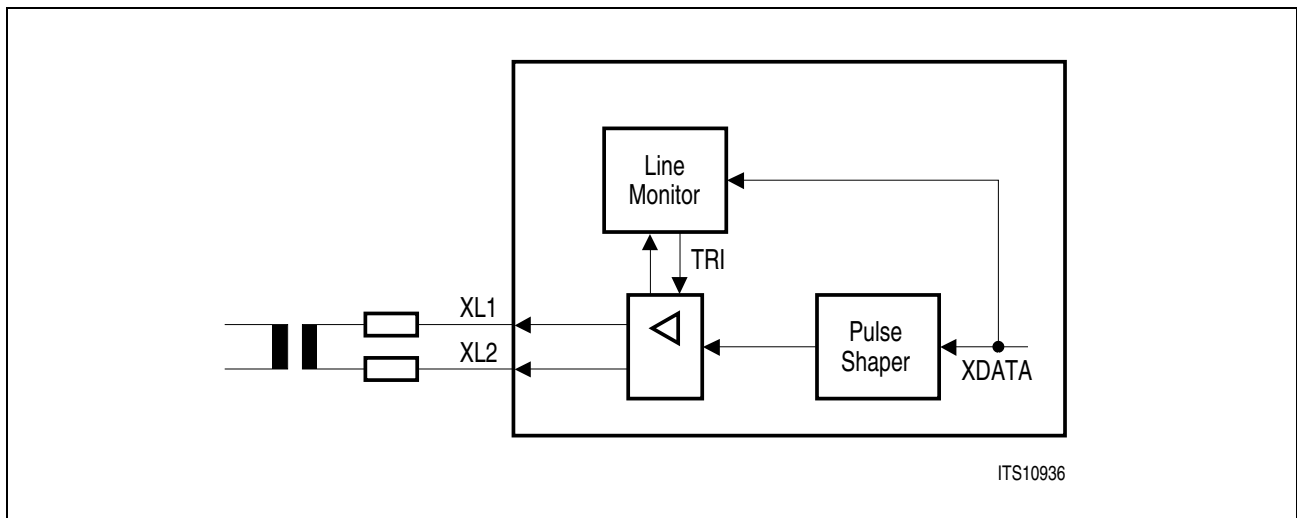 Line
Monitor
TRI
XL1
XL2
Pulse
Shaper
XDATA
ITS10936